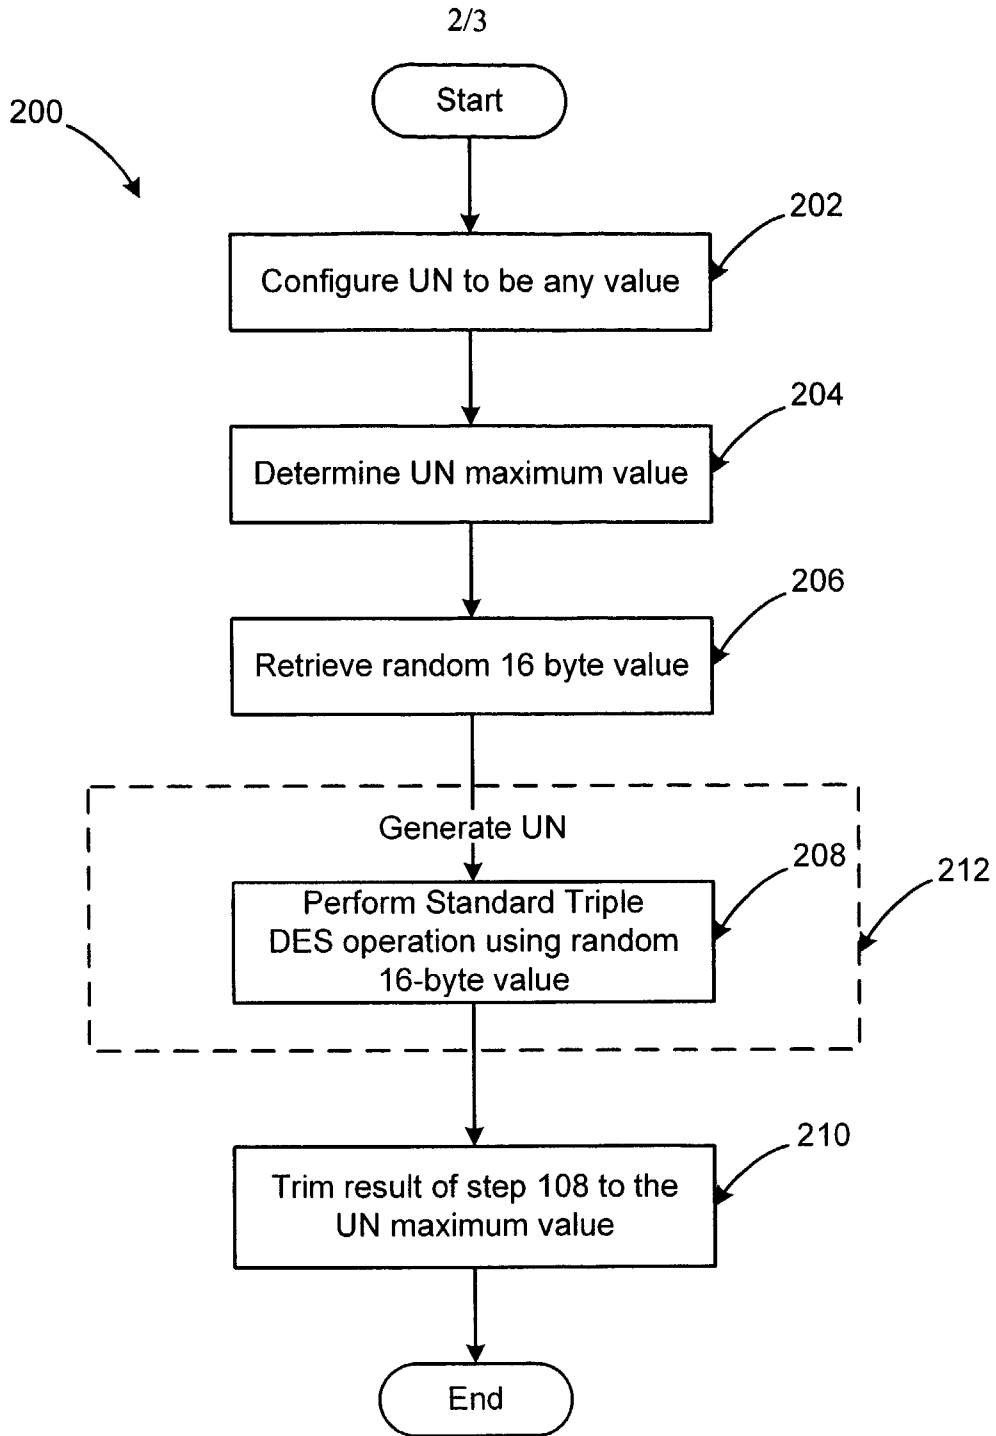 2/3
Start
200
202
Configure UN to be any value
204
Determine UN maximum value
206
Retrieve random 16 byte value
Generate UN
208
212
Perform Standard Triple
DES operation using random
16-byte value
210
Trim result of step 108 to the
UN maximum value
End